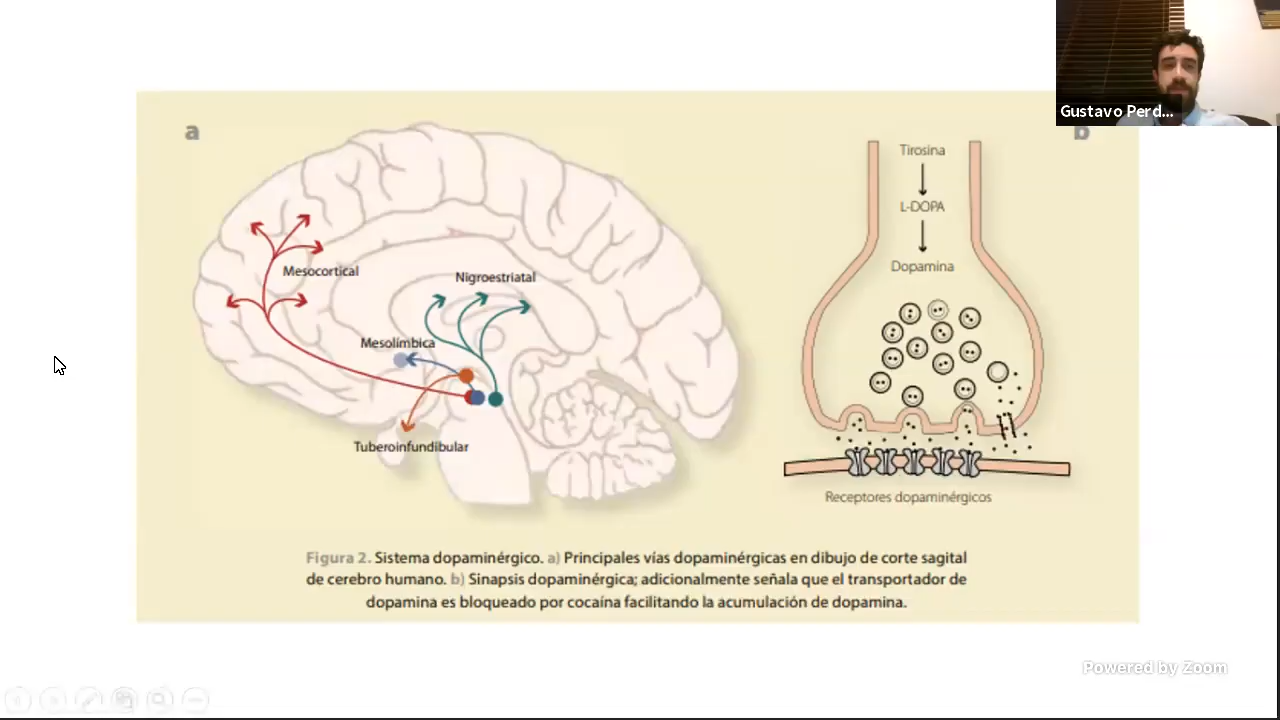 Gustavo Perd...
a
b
Tirosina
L-DOPA
Dopamina
Mesocortical
Nigroestriatal
Mesolímbica
Tuberoinfundibular
Receptores dopaminérgicos
Figura 2. Sistema dopaminérgico. a) Principales vías dopaminérgicas en dibujo de corte sagital
de cerebro humano. b) Sinapsis dopaminérgica; adicionalmente señala que el transportador de
dopamina es bloqueado por cocaína facilitando la acumulación de dopamina.
Powered by Zoom